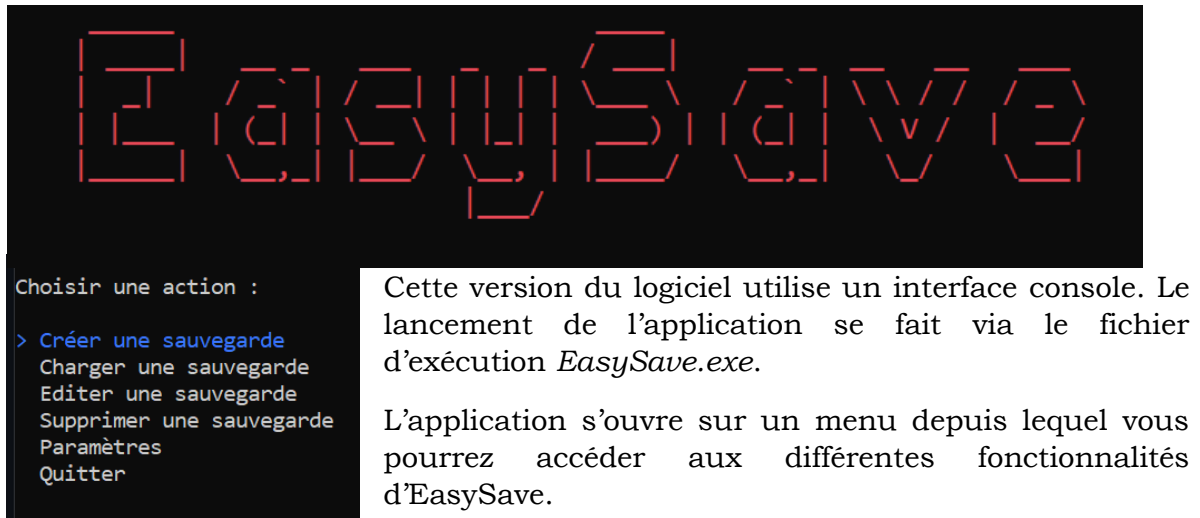 EasySave
Choisir une action :
> Créer une sauvegarde
Charger une sauvegarde
Editer une sauvegarde
Supprimer une sauvegarde
Paramètres
Quitter
Cette version du logiciel utilise un interface console. Le
lancement de l’application se fait via le fichier
d’exécution EasySave.exe.
L’application s’ouvre sur un menu depuis lequel vous
pourrez accéder aux différentes fonctionnalités
d’EasySave.